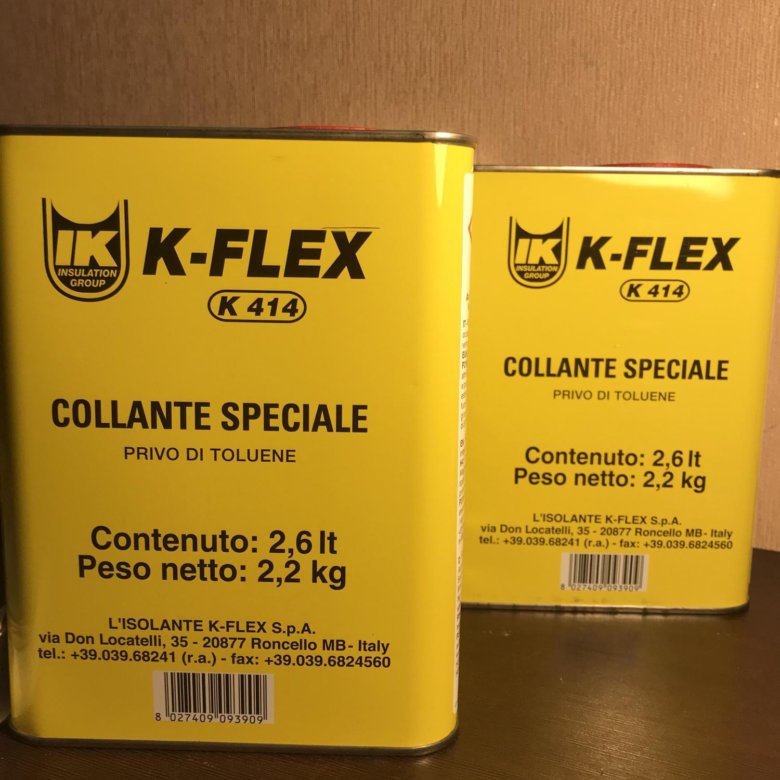 IK
INSULATION
GROUP
K-FLEX
K 414
COLLANTE SPECIALE
PRIVO DI TOLUENE
Contenuto: 2,6 lt
Peso netto: 2,2 kg
L'ISOLANTE K-FLEX S.p.A.
via Don Locatelli, 35 - 20877 Roncello MB- Italy
tel.: +39.039.68241 (r.a.) - fax: +39.039.6824560
8 027409 093909
IK
INSULATION
GROUP
K-FLEX
K 414
COLLANTE SPECIALE
PRIVO DI TOLUENE
Contenuto: 2,6 lt
Peso netto: 2,2 kg
L'ISOLANTE K-FLEX S.p.A.
via Don Locatelli, 35 - 20877 Roncello MB- Italy
tel.: +39.039.68241 (r.a.) - fax: +39.039.6824560
8 027409 093909